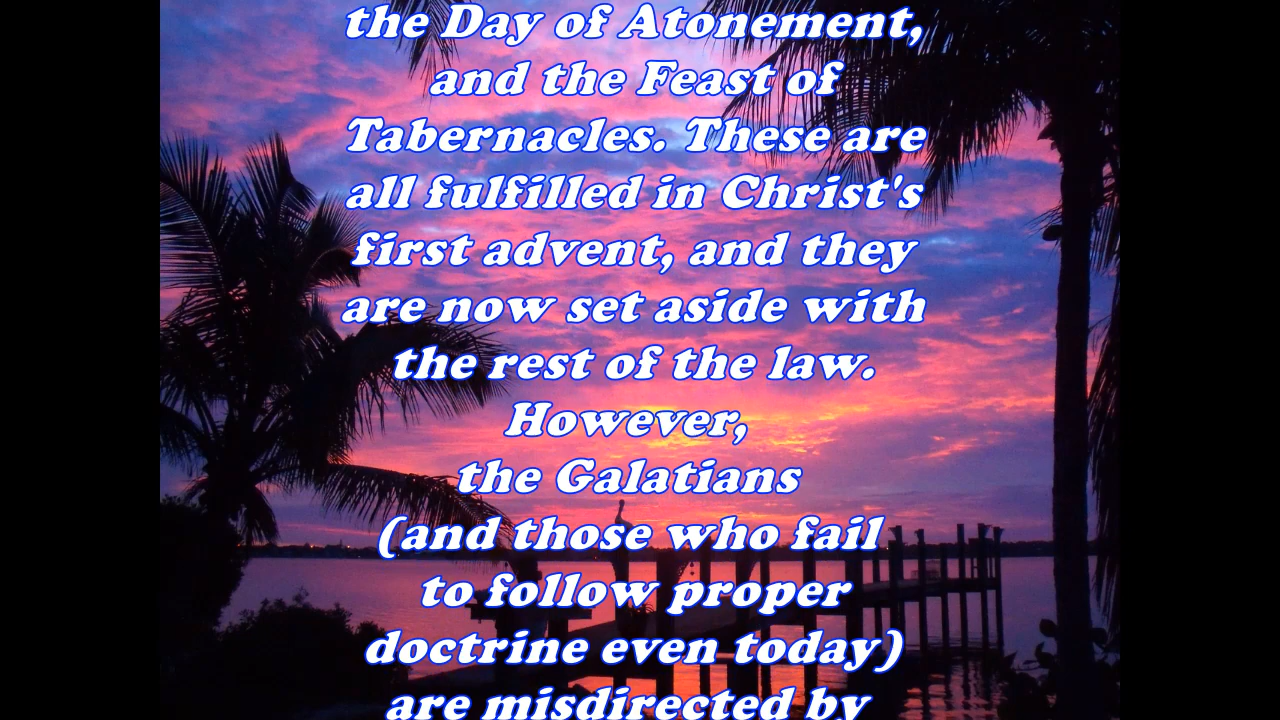 the Day of Atonement,
and the Feast of
Tabernacles. These are
all fulfilled in Christ's
first advent, and they
are now set aside with
the rest of the law.
However,
the Galatians
(and those who fail
to follow proper
doctrine even today)
are misdirected by